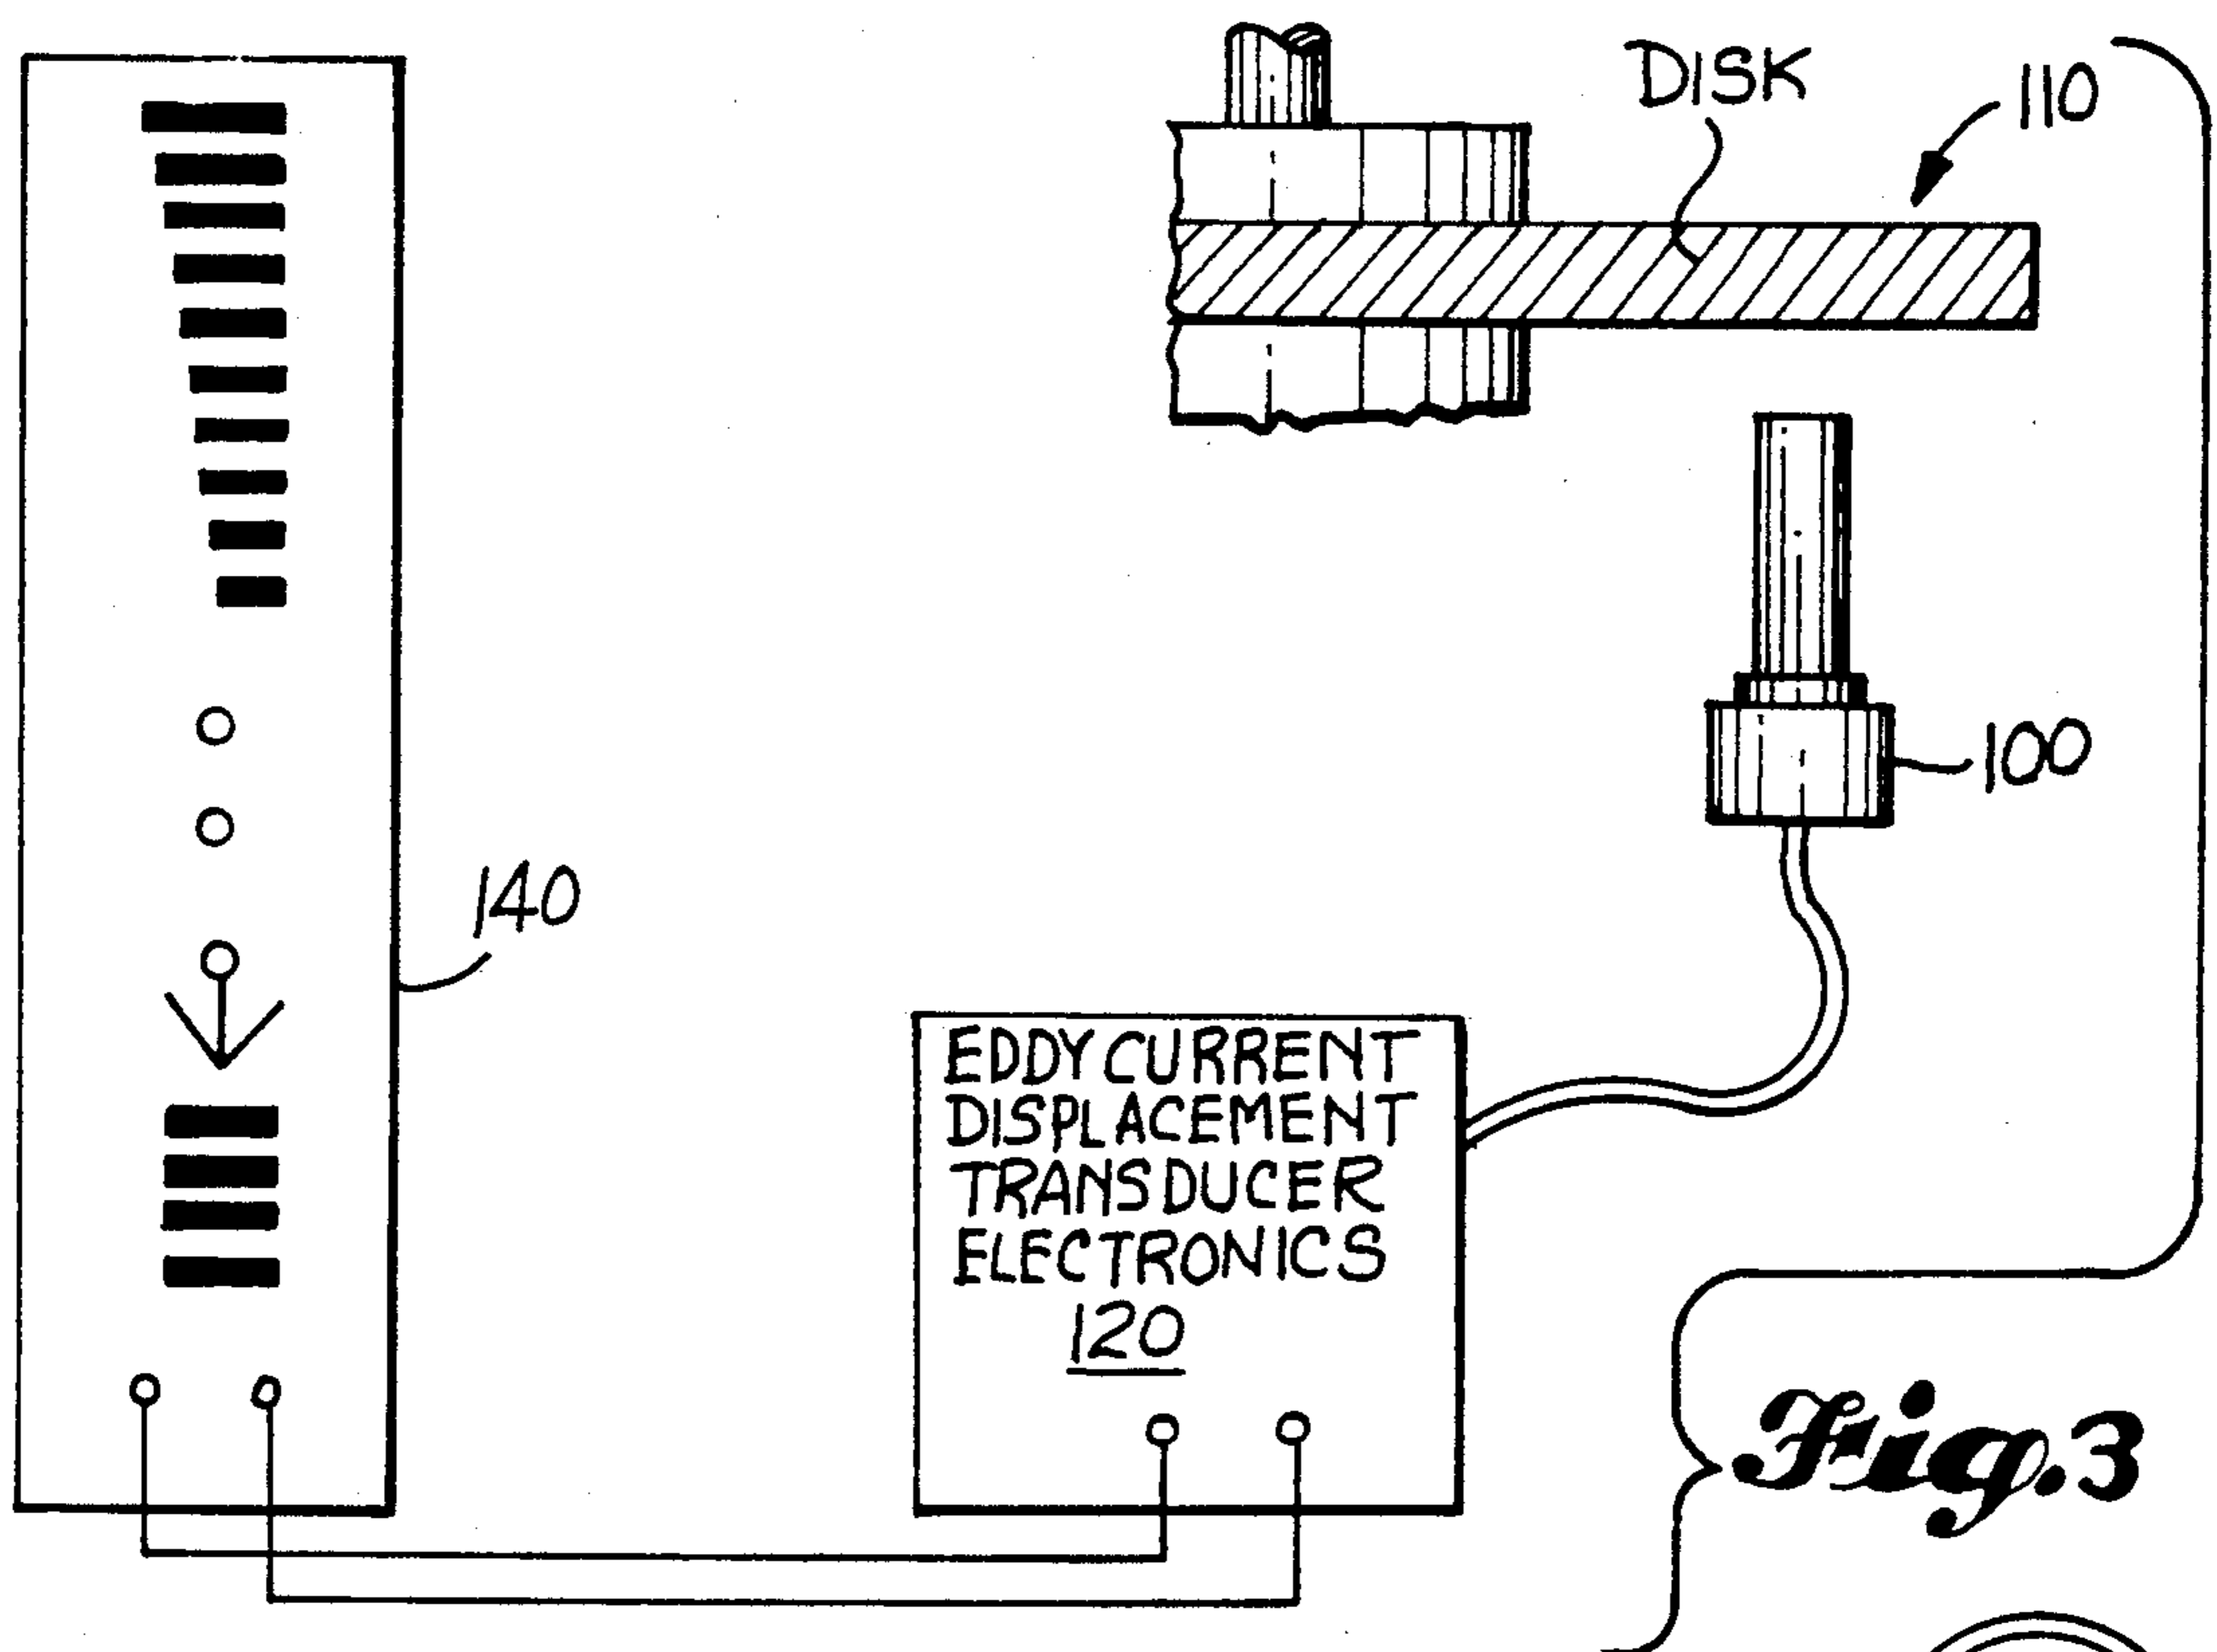 DISK
110
100
140
EDDY CURRENT
DISPLACEMENT
TRANSDUCER
ELECTRONICS
120
Fig. 3